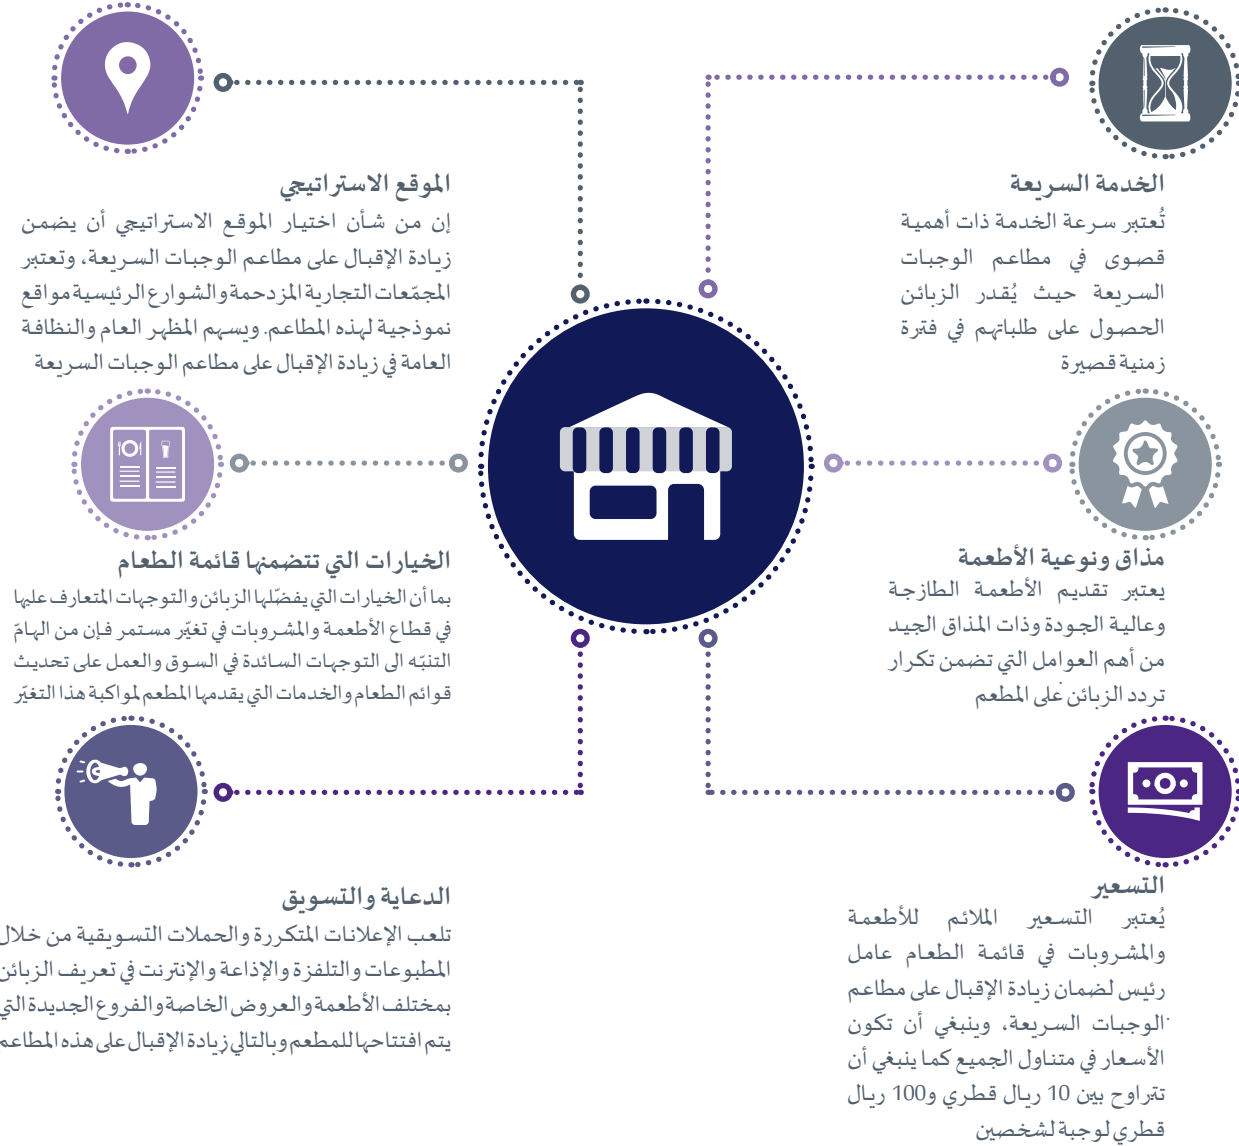 الخدمة السريعة
تُعتبر سرعة الخدمة ذات أهمية
قصوى في مطاعم الوجبات
السريعة حيث يُقدر الزبائن
الحصول على طلباتهم في فترة
زمنية قصيرة
الموقع الاستراتيجي
إن من شأن اختيار الموقع الاستراتيجي أن يضمن
زيادة الإقبال على مطاعم الوجبات السريعة، وتعتبر
المجمّعات التجارية المزدحمة والشوارع الرئيسية مواقع
نموذجية لهذه المطاعم. ويسهم المظهر العام والنظافة
العامة في زيادة الإقبال على مطاعم الوجبات السريعة
مذاق ونوعية الأطعمة
يعتبر تقديم الأطعمة الطازجة
وعالية الجودة وذات المذاق الجيد
من أهم العوامل التي تضمن تكرار
تردد الزبائن على المطعم
الخيارات التي تتضمنها قائمة الطعام
بما أن الخيارات التي يفضّلها الزبائن والتوجهات المتعارف عليها
في قطاع الأطعمة والمشروبات في تغيّر مستمر فإن من الهامّ
التنبّه الى التوجهات السائدة في السوق والعمل على تحديث
قوائم الطعام والخدمات التي يقدمها المطعم لمواكبة هذا التغيّر
التسعير
يُعتبر التسعير الملائم للأطعمة
والمشروبات في قائمة الطعام عامل
رئيس لضمان زيادة الإقبال على مطاعم
الوجبات السريعة، وينبغي أن تكون
الأسعار في متناول الجميع كما ينبغي أن
تتراوح بين 10 ريال قطري و100 ريال
قطري لوجبة لشخصين
الدعاية والتسويق
تلعب الإعلانات المتكررة والحملات التسويقية من خلال
المطبوعات والتلفزة والإذاعة والإنترنت في تعريف الزبائن
بمختلف الأطعمة والعروض الخاصة والفروع الجديدة التي
يتم افتتاحها للمطعم وبالتالي زيادة الإقبال على هذه المطاعم